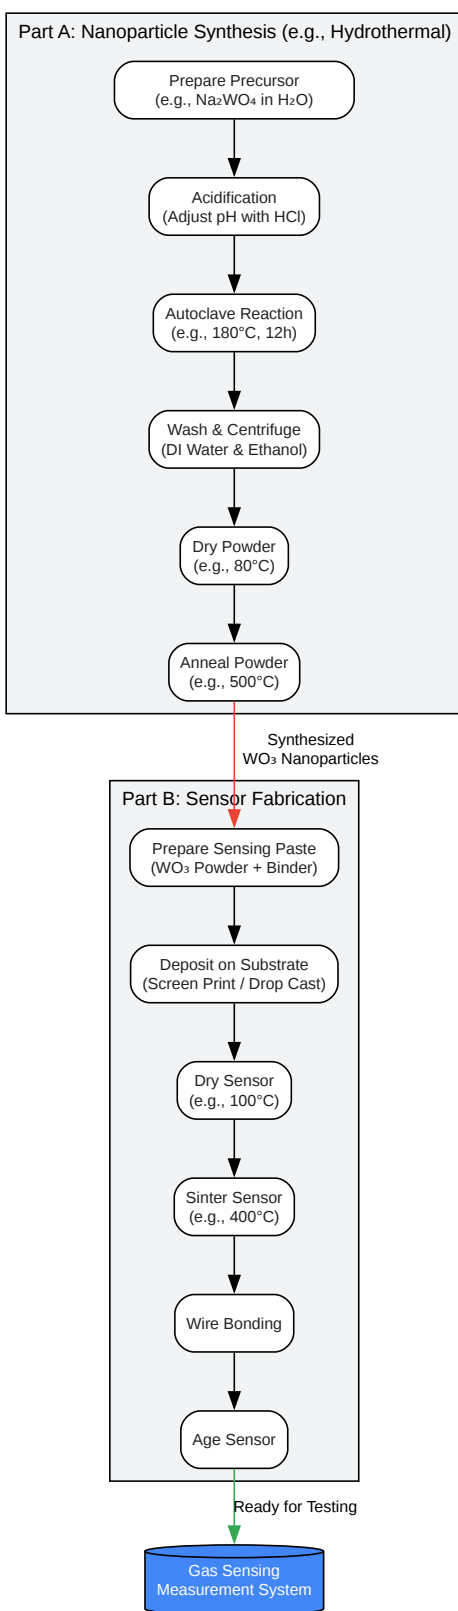 Part A: Nanoparticle Synthesis (e.g., Hydrothermal)
Prepare Precursor
(e.g., Na₂WO₄ in H₂O)
Acidification
(Adjust pH with HCl)
Autoclave Reaction
(e.g., 180°C, 12h)
Wash & Centrifuge
(DI Water & Ethanol)
Dry Powder
(e.g., 80°C)
Anneal Powder
(e.g., 500°C)
Synthesized
WO₃ Nanoparticles
Part B: Sensor Fabrication
Prepare Sensing Paste
(WO₃ Powder + Binder)
Deposit on Substrate
(Screen Print / Drop Cast)
Dry Sensor
(e.g., 100°C)
Sinter Sensor
(e.g., 400°C)
Wire Bonding
Age Sensor
Ready for Testing
Gas Sensing
Measurement System